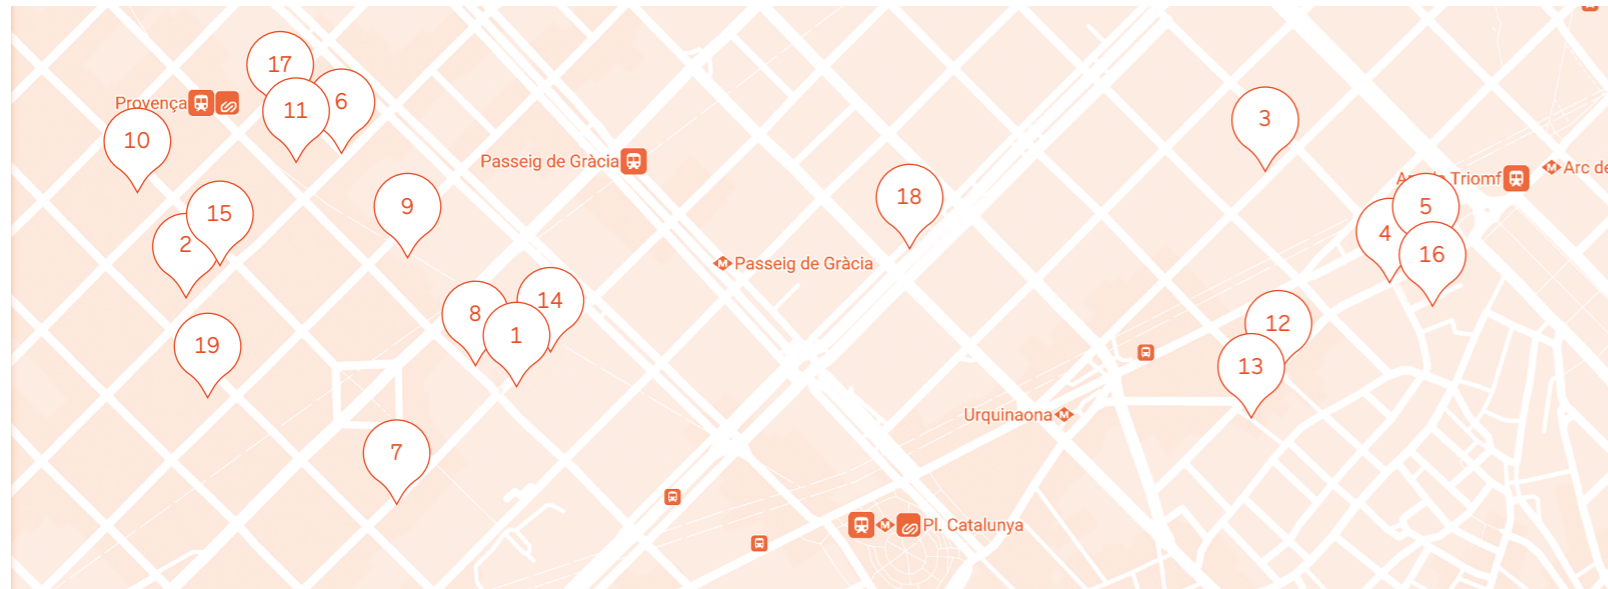 17
6
11
Provença
10
3
Passeig de Gràcia
Arc de
Triomf
18
5
9
15
4
2
16
M Passeig de Gràcia
14
8
12
1
19
13
Urquinaona M
7
M
Pl. Catalunya